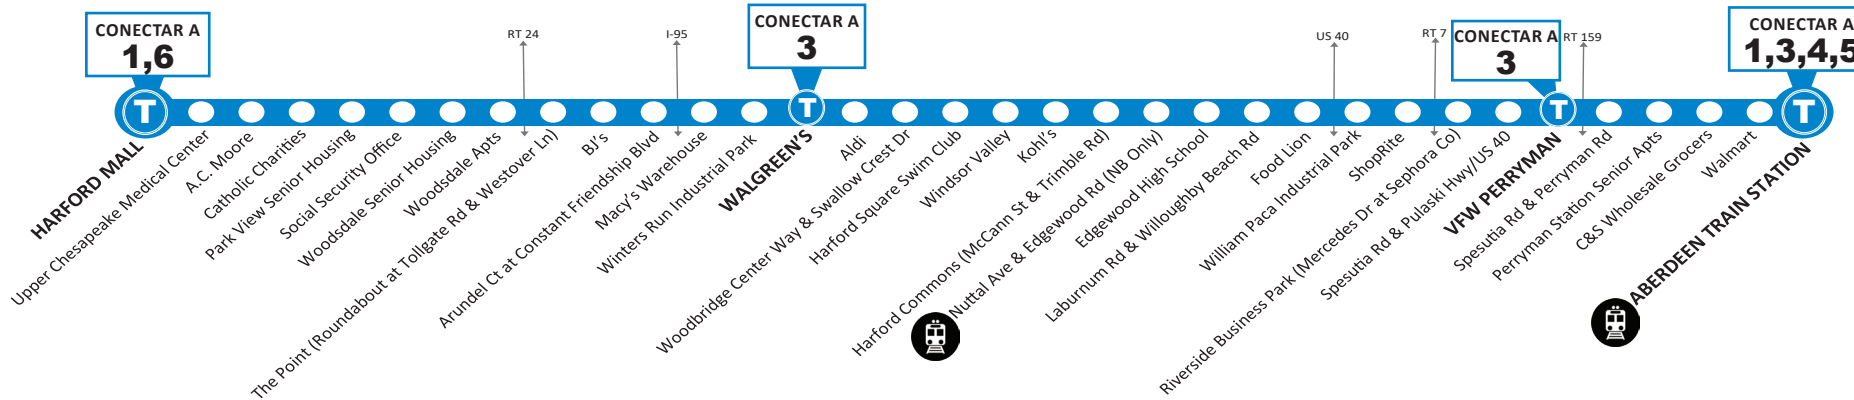 CONECTAR A
1,6
RT 24
I-95
CONECTAR A
3
US 40
RT 7
CONECTAR A
3
RT 159
CONECTAR A
1,3,4,5
T
T
T
T
HARFORD MALL
Upper Chesapeake Medical Center
A.C. Moore
Catholic Charities
Park View Senior Housing
Social Security Office
Woodsdale Senior Housing
Woodsdale Apts
The Point (Roundabout at Tollgate Rd & Westover Ln)
BJ's
Arundel Ct at Constant Friendship Blvd
Macy's Warehouse
Winters Run Industrial Park
WALGREEN'S
Aldi
Woodbridge Center Way & Swallow Crest Dr
Harford Square Swim Club
Windsor Valley
Kohl's
Harford Commons (McCann St & Trimble Rd)
Nuttal Ave & Edgewood Rd (NB Only)
Edgewood High School
Laburnum Rd & Willoughby Beach Rd
Food Lion
William Paca Industrial Park
ShopRite
Riverside Business Park (Mercedes Dr at Sephora Co)
Spesutia Rd & Pulaski Hwy/US 40
VFW PERRYMAN
Spesutia Rd & Perryman Rd
Perryman Station Senior Apts
C&S Wholesale Grocers
Walmart
ABERDEEN TRAIN STATION